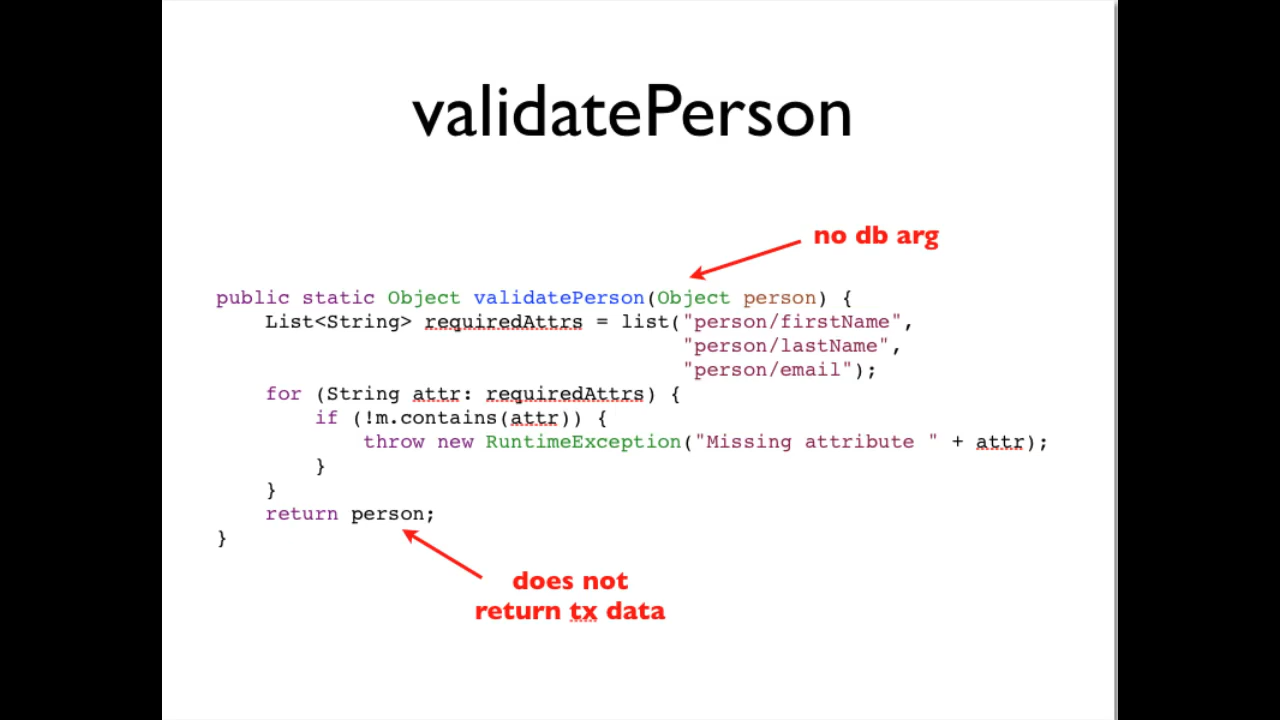 validatePerson
no db arg
public static Object validatePerson(Object person) {
    List<String> requiredAttrs = list("person/firstName",
                                      "person/lastName",
                                      "person/email");
    for (String attr: requiredAttrs) {
        if (!m.contains(attr)) {
            throw new RuntimeException("Missing attribute " + attr);
        }
    }
    return person;
}
does not
return tx data